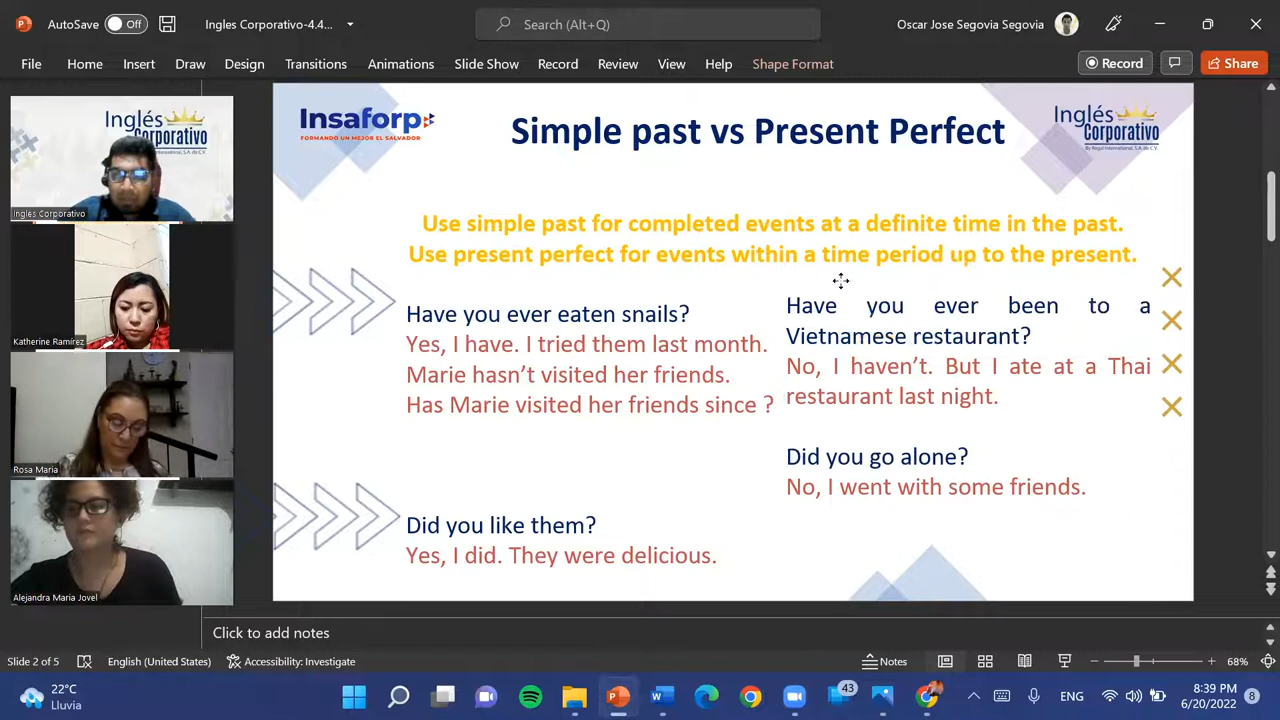 AutoSave Off Ingles Corporativo-4.4... Search (Alt+Q) Oscar Jose Segovia Segovia
File Home Insert Draw Design Transitions Animations Slide Show Record Review View Help Shape Format Record Share
Inglés
Corporativo
Ingles Corporativo
Katherine Ramírez
Rosa Maria
Alejandra Maria Jovel
Insaforp
FORMANDO UN MEJOR EL SALVADOR
Simple past vs Present Perfect
Inglés
Corporativo
By Regal International, S.A. de C.V.
Use simple past for completed events at a definite time in the past.
Use present perfect for events within a time period up to the present.
Have you ever eaten snails?
Yes, I have. I tried them last month.
Marie hasn't visited her friends.
Has Marie visited her friends since ?
Did you like them?
Yes, I did. They were delicious.
Have you ever been to a
Vietnamese restaurant?
No, I haven't. But I ate at a Thai
restaurant last night.
Did you go alone?
No, I went with some friends.
Click to add notes
Slide 2 of 5 English (United States) Accessibility: Investigate Notes 68%
22°C
Lluvia
43
ENG
8:39 PM
6/20/2022
8